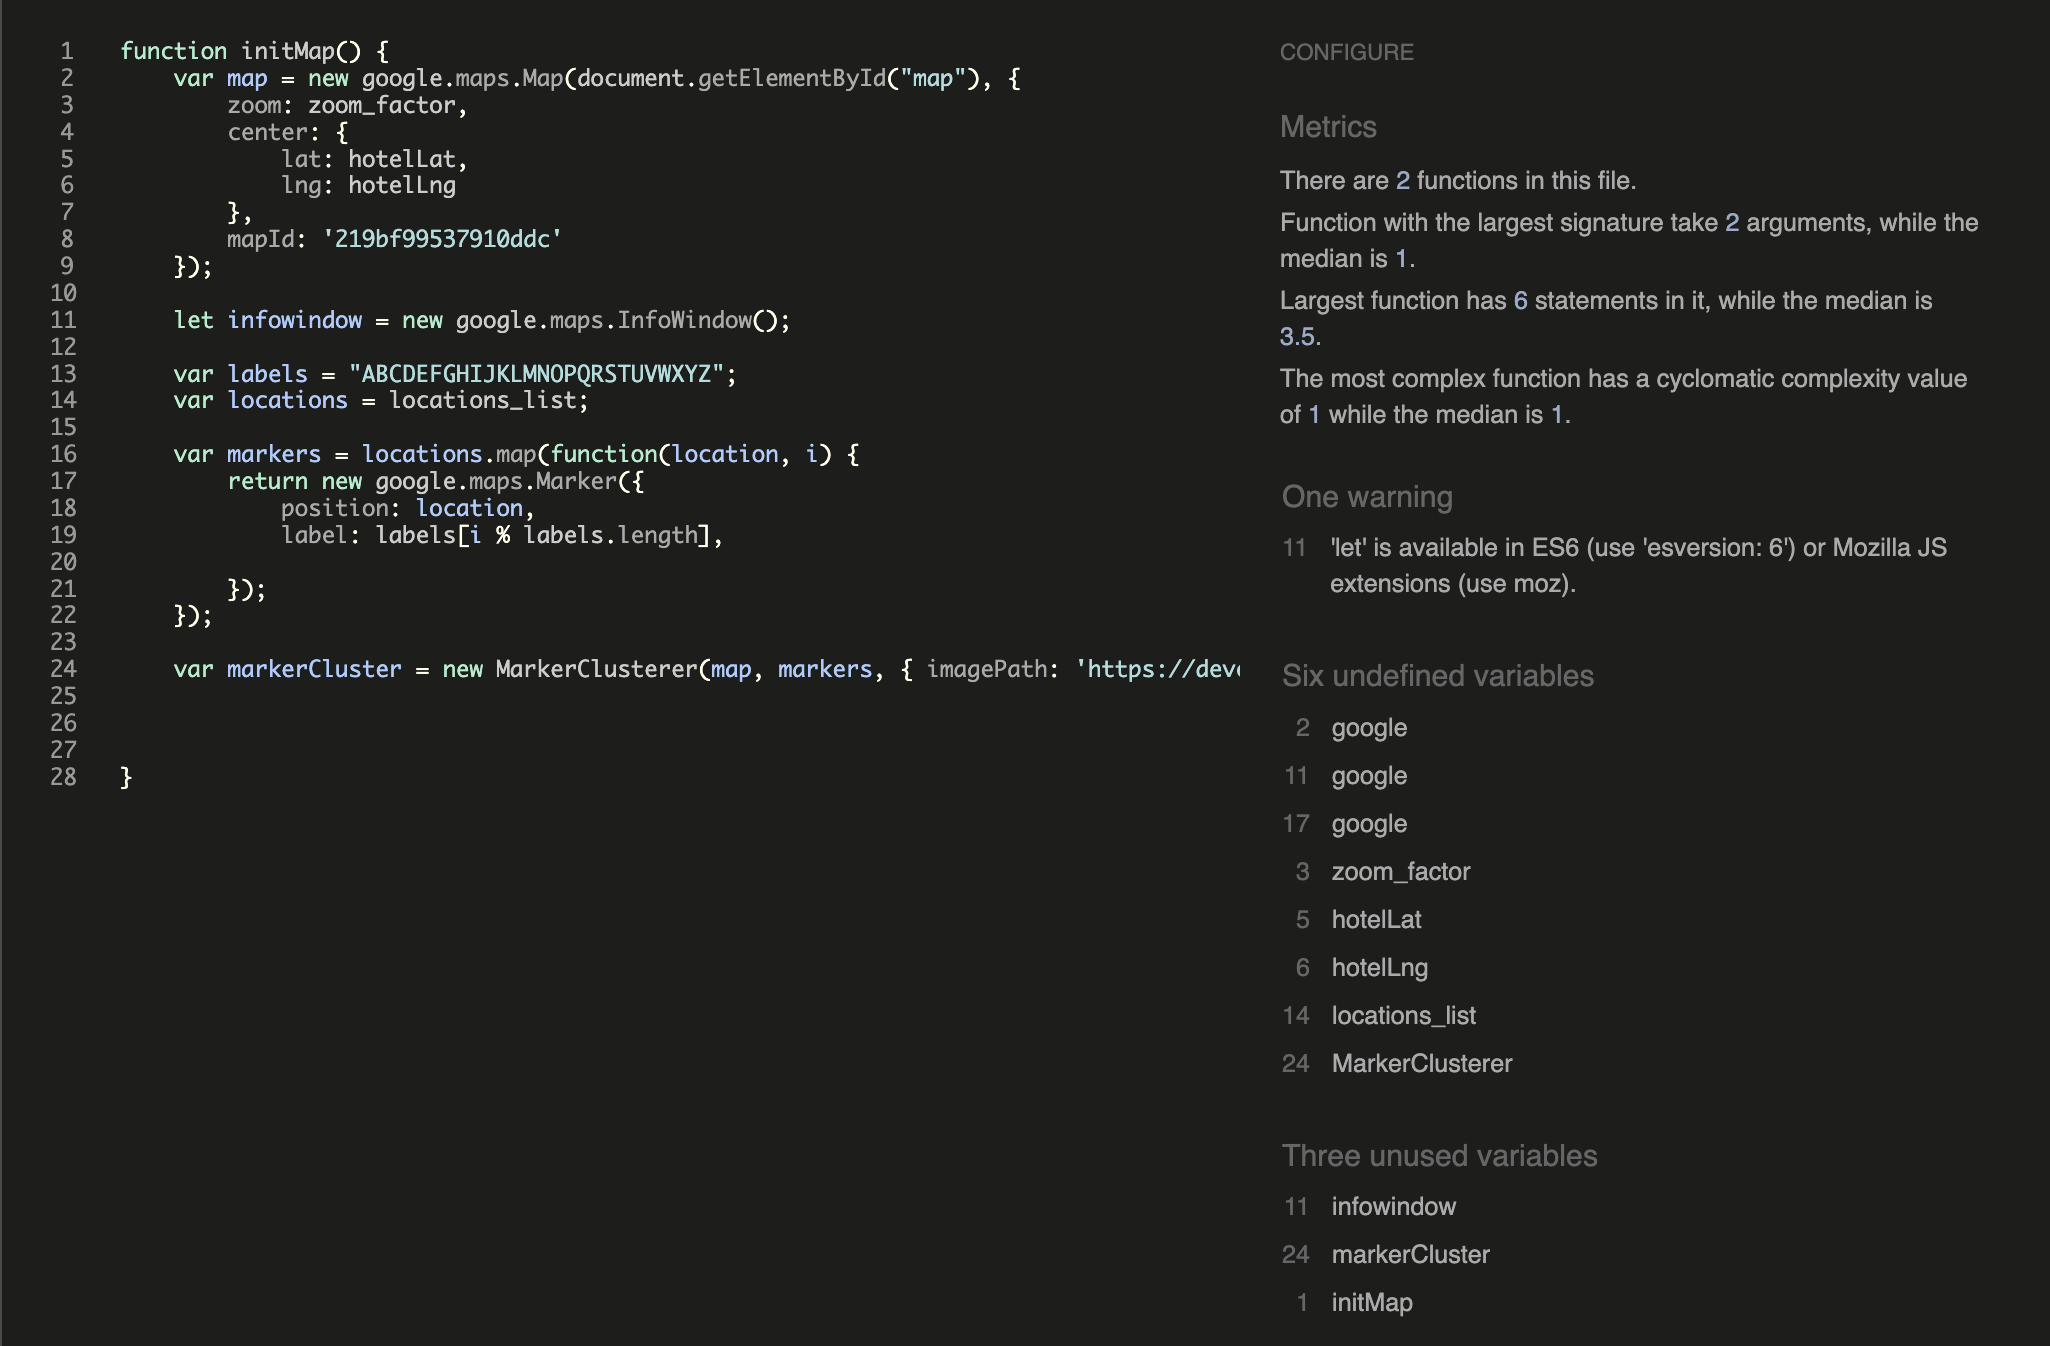 1 function initMap() {
2 var map = new google.maps.Map(document.getElementById("map"), {
3 zoom: zoom_factor,
4 center: {
5 lat: hotelLat,
6 lng: hotelLng
7 },
8 mapId: '219bf99537910ddc'
9 });
10
11 let infowindow = new google.maps.InfoWindow();
12
13 var labels = "ABCDEFGHIJKLMNOPQRSTUVWXYZ";
14 var locations = locations_list;
15
16 var markers = locations.map(function(location, i) {
17 return new google.maps.Marker({
18 position: location,
19 label: labels[i % labels.length],
20
21 });
22 });
23
24 var markerCluster = new MarkerClusterer(map, markers, { imagePath: 'https://dev
25
26
27
28 }
CONFIGURE
Metrics
There are 2 functions in this file.
Function with the largest signature take 2 arguments, while the
median is 1.
Largest function has 6 statements in it, while the median is
3.5.
The most complex function has a cyclomatic complexity value
of 1 while the median is 1.
One warning
11 'let' is available in ES6 (use 'esversion: 6') or Mozilla JS
extensions (use moz).
Six undefined variables
2 google
11 google
17 google
3 zoom_factor
5 hotelLat
6 hotelLng
14 locations_list
24 MarkerClusterer
Three unused variables
11 infowindow
24 markerCluster
1 initMap